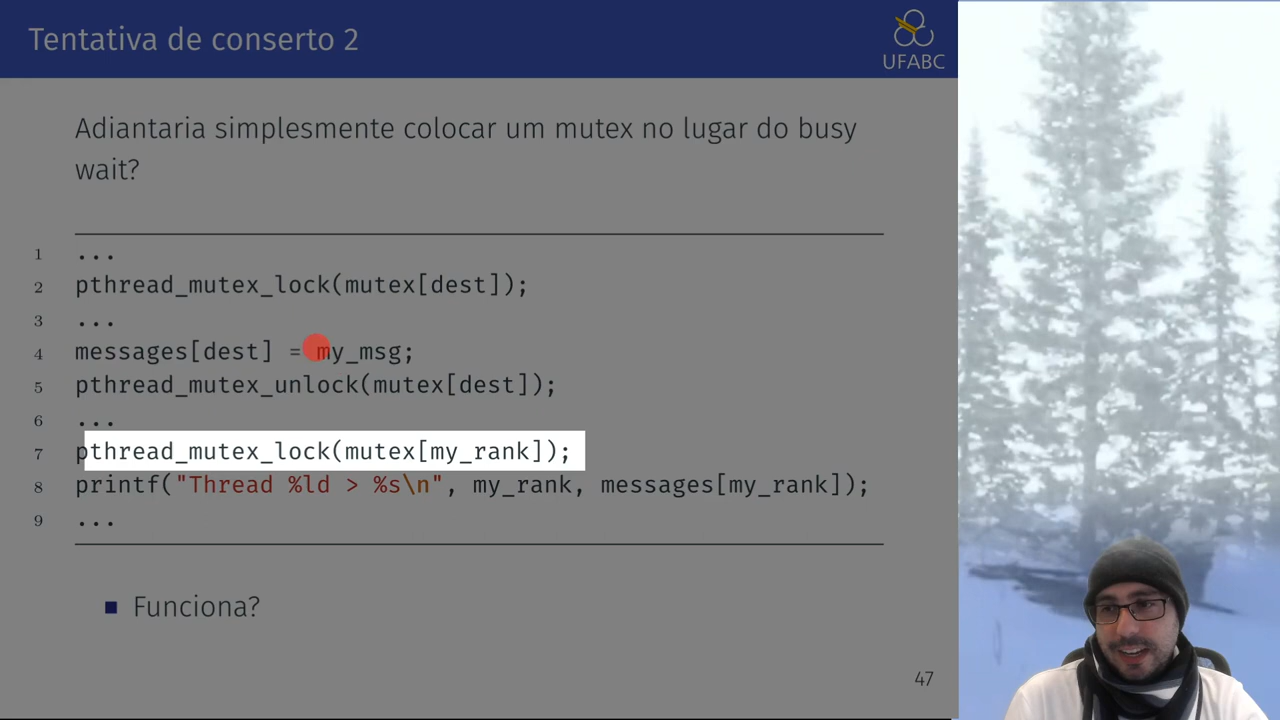 Tentativa de conserto 2
UFABC
Adiantaria simplesmente colocar um mutex no lugar do busy
wait?
1 ...
2 pthread_mutex_lock(mutex[dest]);
3 ...
4 messages[dest] = my_msg;
5 pthread_mutex_unlock(mutex[dest]);
6 ...
7 pthread_mutex_lock(mutex[my_rank]);
8 printf("Thread %ld > %s\n", my_rank, messages[my_rank]);
9 ...
Funciona?
47